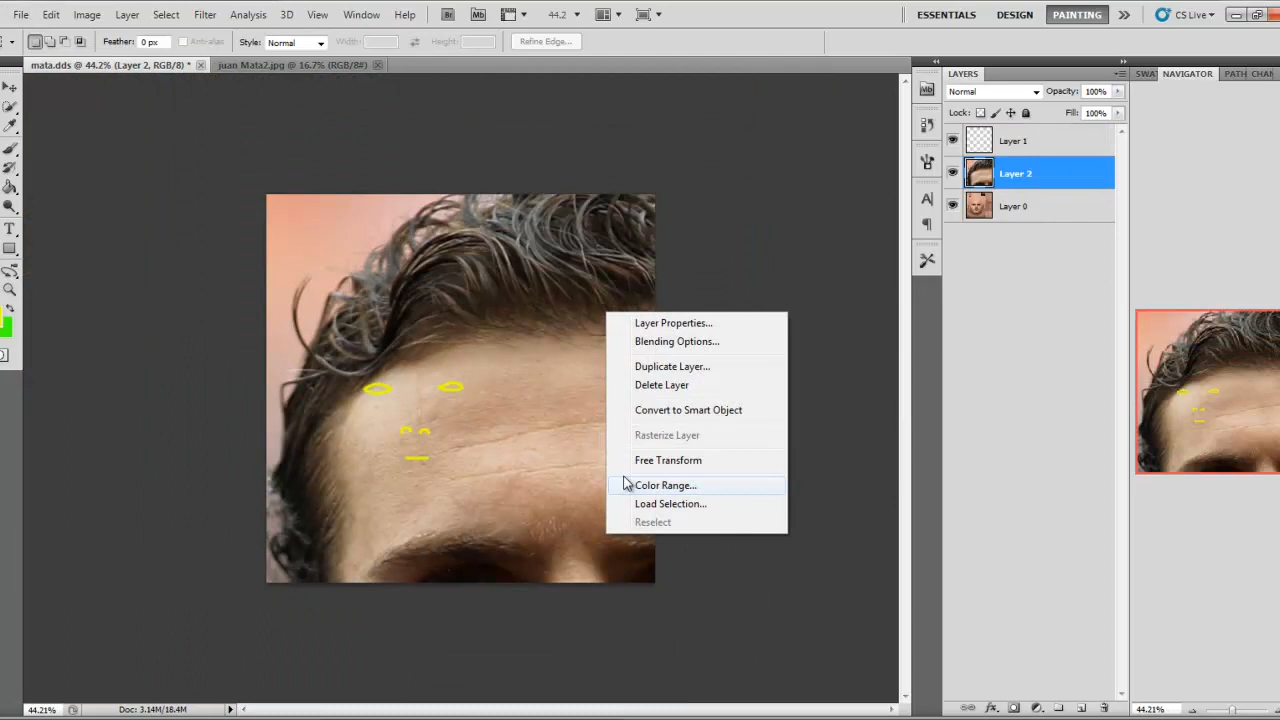 File Edit Image Layer Select Filter Analysis 3D View Window Help Br Mb 44.2 ESSENTIALS DESIGN PAINTING CS Live
Feather: 0 px Anti-alias Style: Normal Width: Height: Refine Edge...
mata.dds @ 44.2% (Layer 2, RGB/8) * juan Mata2.jpg @ 16.7% (RGB/8#)
LAYERS
SWA NAVIGATOR PATH CHAN
Mb
Normal Opacity: 100%
Lock: Fill: 100%
Layer 1
Layer 2
Layer 0
Layer Properties...
Blending Options...
Duplicate Layer...
Delete Layer
Convert to Smart Object
Rasterize Layer
Free Transform
Color Range...
Load Selection...
Reselect
44.21% Doc: 3.14M/18.4M
44.21%